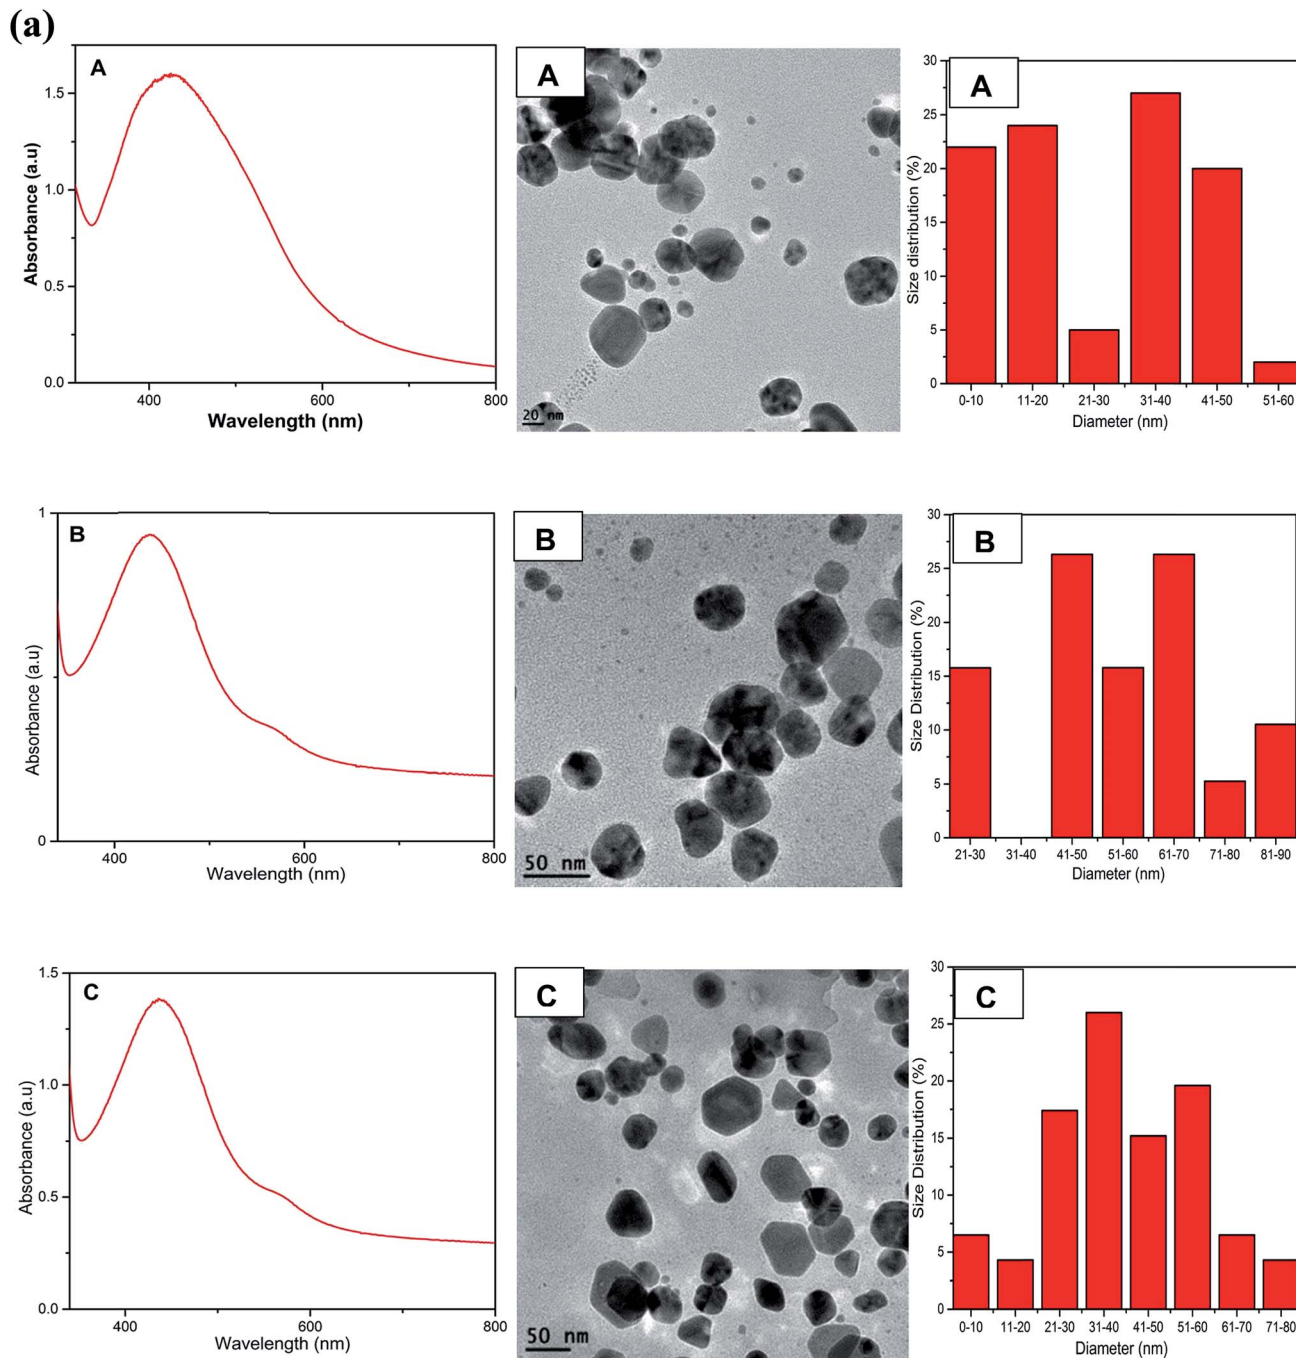 (a)
A
1.5
1.0
0.5
0.0
400
600
800
Absorbance (a.u)
Wavelength (nm)
A
20 nm
A
30
25
20
15
10
5
0
0-10
11-20
21-30
31-40
41-50
51-60
Size distribution (%)
Diameter (nm)
B
1
0
400
600
800
Absorbance (a.u)
Wavelength (nm)
B
50 nm
B
30
25
20
15
10
5
0
21-30
31-40
41-50
51-60
61-70
71-80
81-90
Size Distribution (%)
Diameter (nm)
C
1.5
1.0
0.5
0.0
400
600
800
Absorbance (a.u)
Wavelength (nm)
C
50 nm
C
30
25
20
15
10
5
0
0-10
11-20
21-30
31-40
41-50
51-60
61-70
71-80
Size Distribution (%)
Diameter (nm)